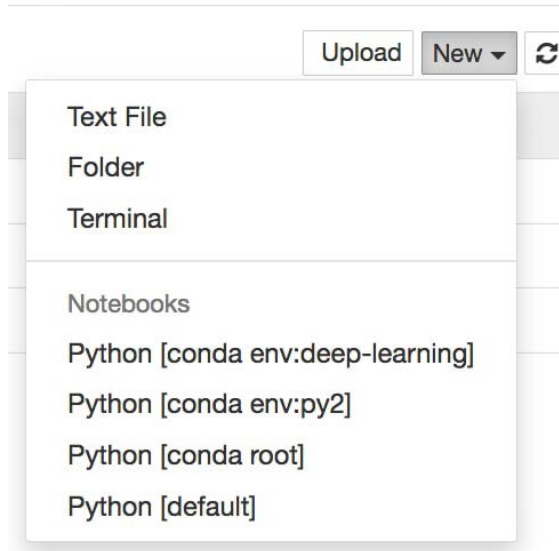 Upload New
Text File
Folder
Terminal
Notebooks
Python [conda env:deep-learning]
Python [conda env:py2]
Python [conda root]
Python [default]